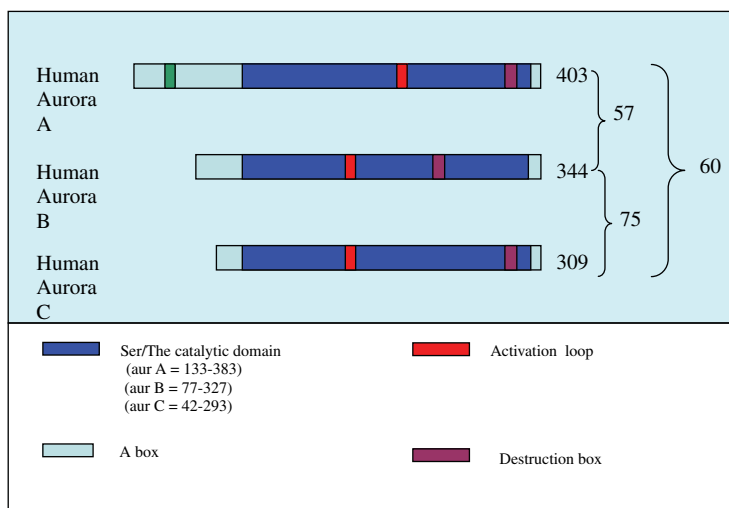 Human
Aurora
A
403
57
Human
Aurora
B
344
60
75
Human
Aurora
C
309
Ser/The catalytic domain
(aur A = 133-383)
(aur B = 77-327)
(aur C = 42-293)
Activation loop
A box
Destruction box